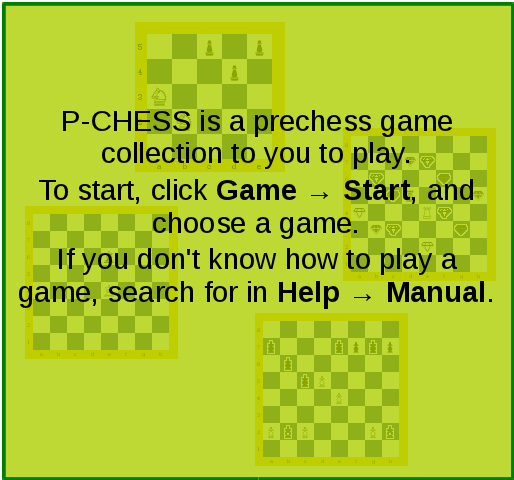 P-CHESS is a prechess game
collection to you to play.
To start, click Game → Start, and
choose a game.
If you don't know how to play a
game, search for in Help → Manual.